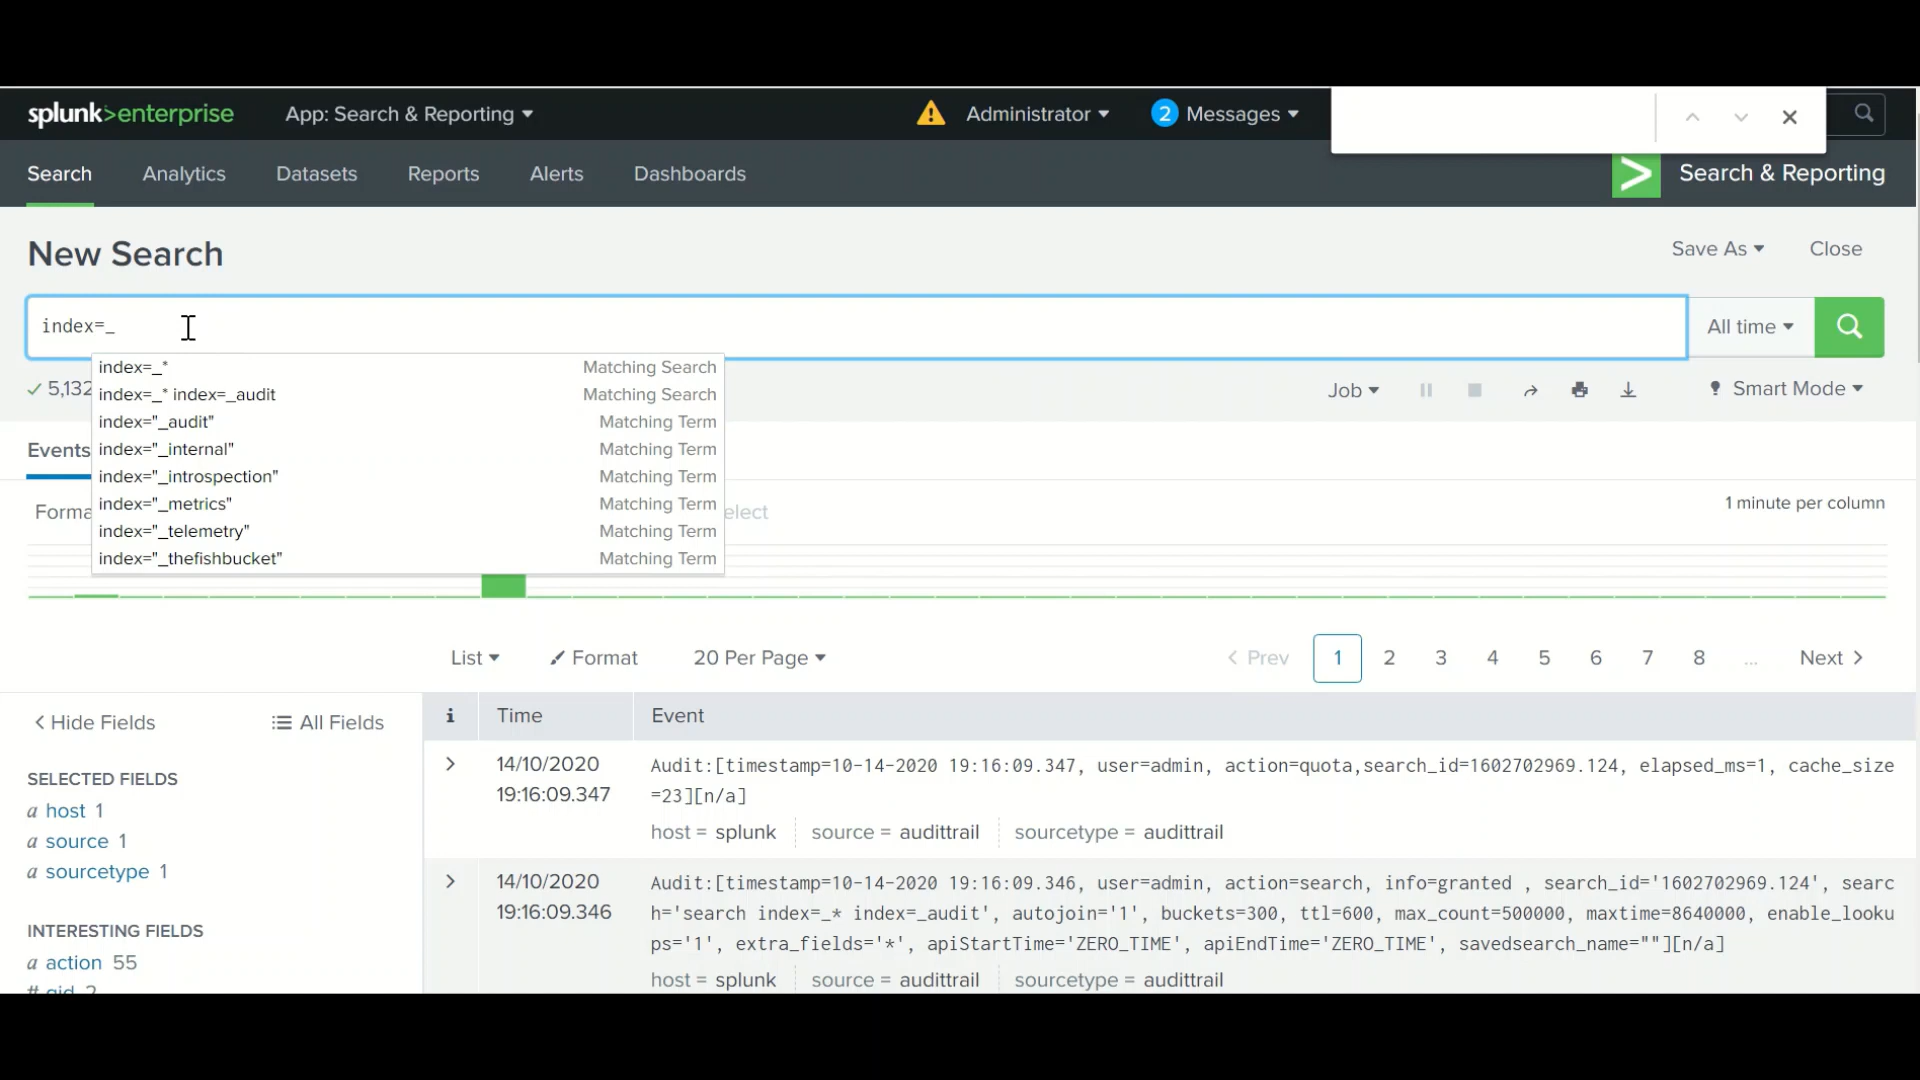 splunk>enterprise App: Search & Reporting Administrator 2 Messages
Search Analytics Datasets Reports Alerts Dashboards Search & Reporting
New Search Save As Close
index=_ All time
index=_* Matching Search
5,132 Job Smart Mode
index=_* index=_audit Matching Search
index="_audit" Matching Term
Events index="_internal" Matching Term
index="_introspection" Matching Term
index="_metrics" Matching Term 1 minute per column
Forma elect
index="_telemetry" Matching Term
index="_thefishbucket" Matching Term
List Format 20 Per Page < Prev 1 2 3 4 5 6 7 8 ... Next >
< Hide Fields All Fields
i Time Event
SELECTED FIELDS
a host 1
a source 1
a sourcetype 1
INTERESTING FIELDS
a action 55
> 14/10/2020 Audit:[timestamp=10-14-2020 19:16:09.347, user=admin, action=quota,search_id=1602702969.124, elapsed_ms=1, cache_size
19:16:09.347 =23][n/a]
host = splunk source = audittrail sourcetype = audittrail
> 14/10/2020 Audit:[timestamp=10-14-2020 19:16:09.346, user=admin, action=search, info=granted , search_id='1602702969.124', searc
19:16:09.346 h='search index=_* index=_audit', autojoin='1', buckets=300, ttl=600, max_count=500000, maxtime=8640000, enable_looku
ps='1', extra_fields='*', apiStartTime='ZERO_TIME', apiEndTime='ZERO_TIME', savedsearch_name=""][n/a]
host = splunk source = audittrail sourcetype = audittrail